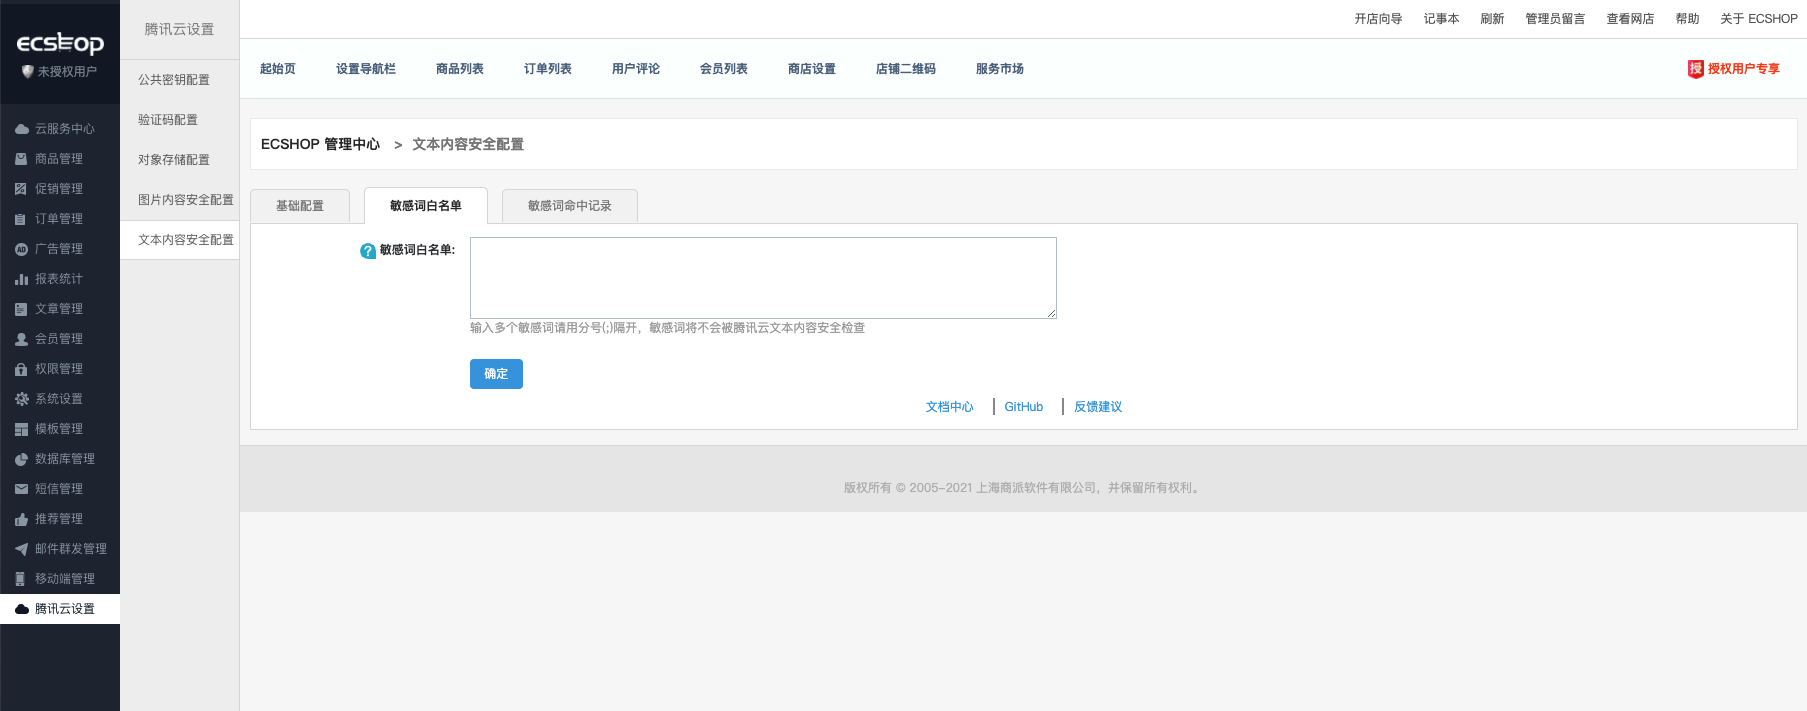 开店向导 记事本 刷新 管理员留言 查看网店 帮助 关于 ECSHOP
ecshop
未授权用户
腾讯云设置
起始页 设置导航栏 商品列表 订单列表 用户评论 会员列表 商店设置 店铺二维码 服务市场 授 授权用户专享
云服务中心
商品管理
促销管理
订单管理
AD 广告管理
报表统计
文章管理
会员管理
权限管理
系统设置
模板管理
数据库管理
短信管理
推荐管理
邮件群发管理
移动端管理
腾讯云设置
公共密钥配置
验证码配置
对象存储配置
图片内容安全配置
文本内容安全配置
ECSHOP 管理中心 > 文本内容安全配置
基础配置 敏感词白名单 敏感词命中记录
? 敏感词白名单:
输入多个敏感词请用分号(;)隔开，敏感词将不会被腾讯云文本内容安全检查
确定
文档中心 GitHub 反馈建议
版权所有 © 2005-2021 上海商派软件有限公司，并保留所有权利。